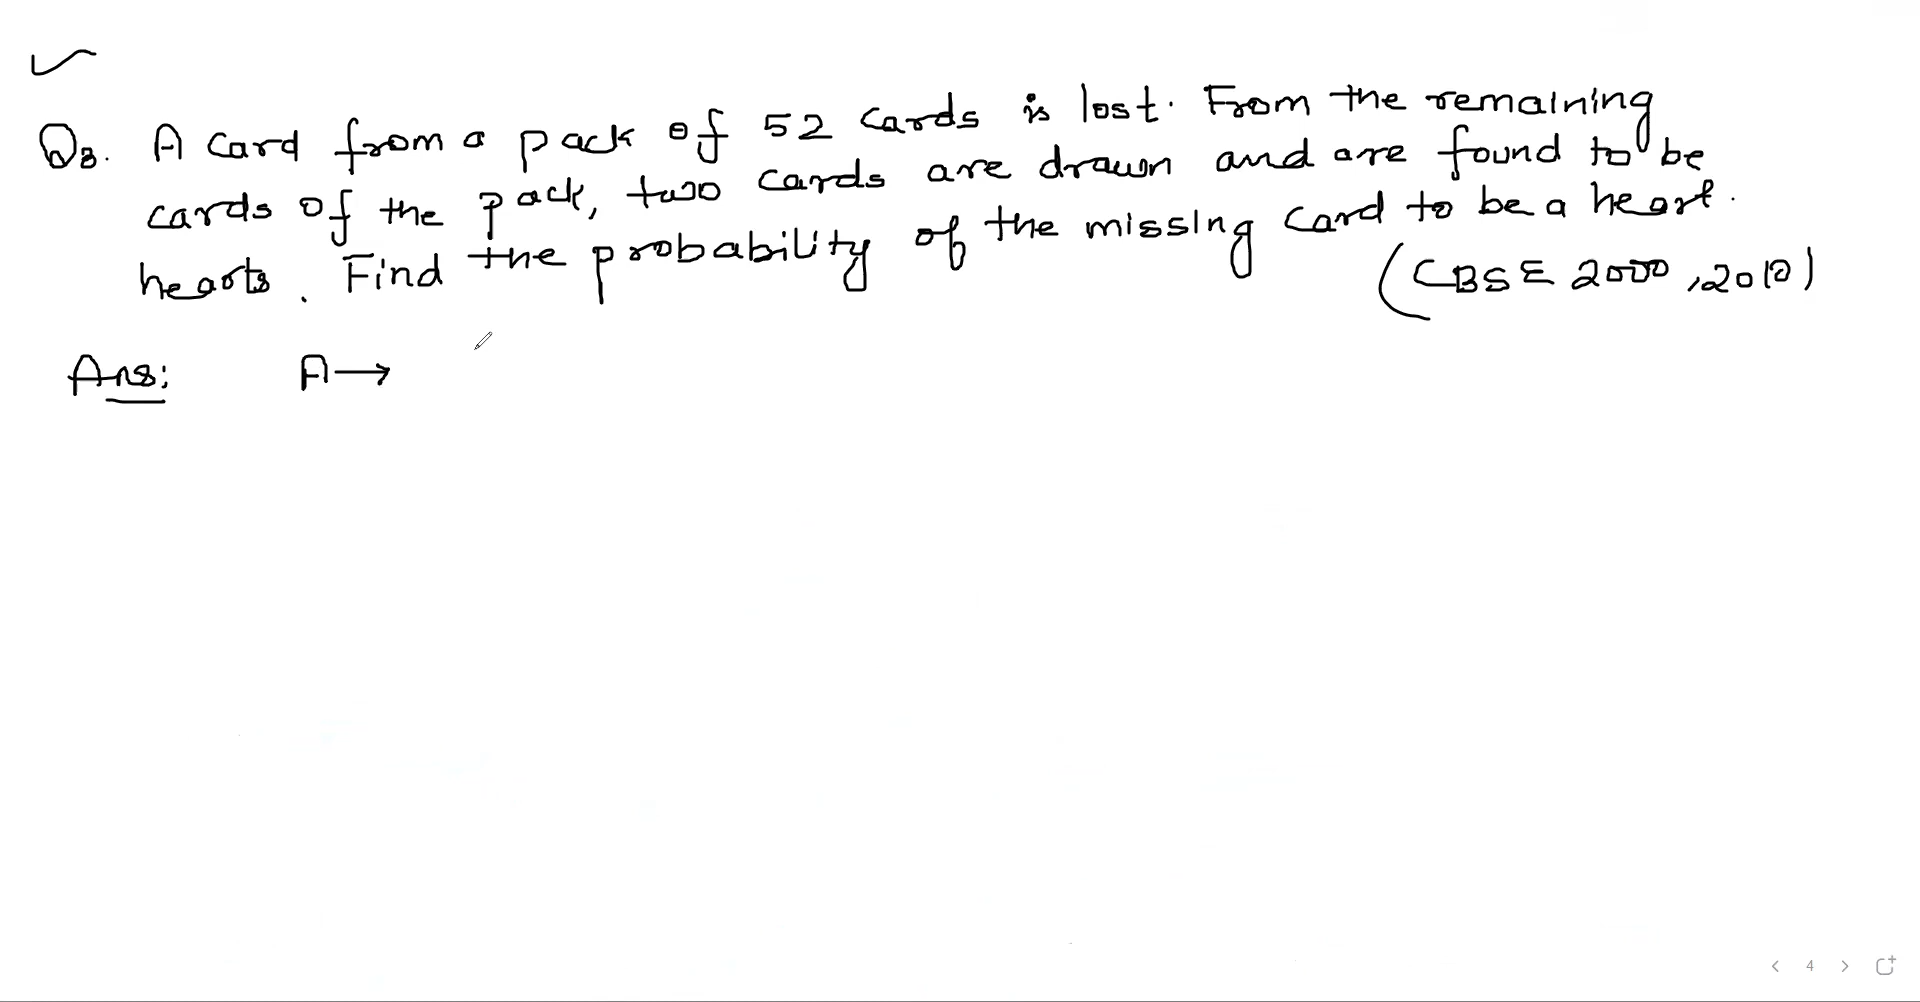 Q3. A card from a pack of 52 cards is lost. From the remaining
cards of the pack, two cards are drawn and are found to be
hearts. Find the probability of the missing card to be a heart.
(CBSE 2000, 2010)
Ans: A →
4